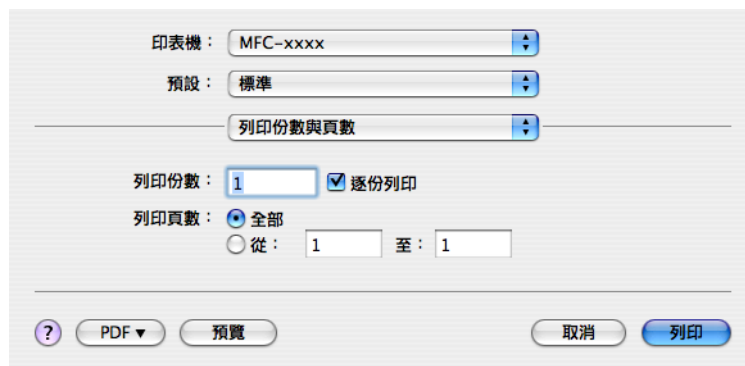 印表機： MFC-xxxx
預設： 標準
列印份數與頁數
列印份數： 1 逐份列印
列印頁數： 全部
從： 1 至： 1
? PDF▼ 預覽 取消 列印